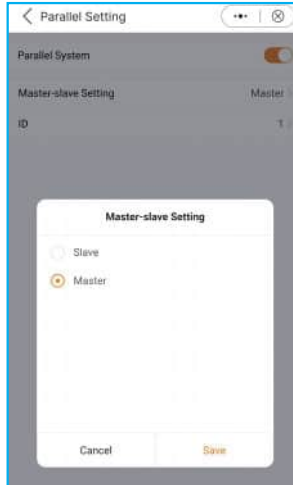 Parallel Setting
Parallel System
Master-slave Setting Master
ID 1
Master-slave Setting
Slave
Master
Cancel Save